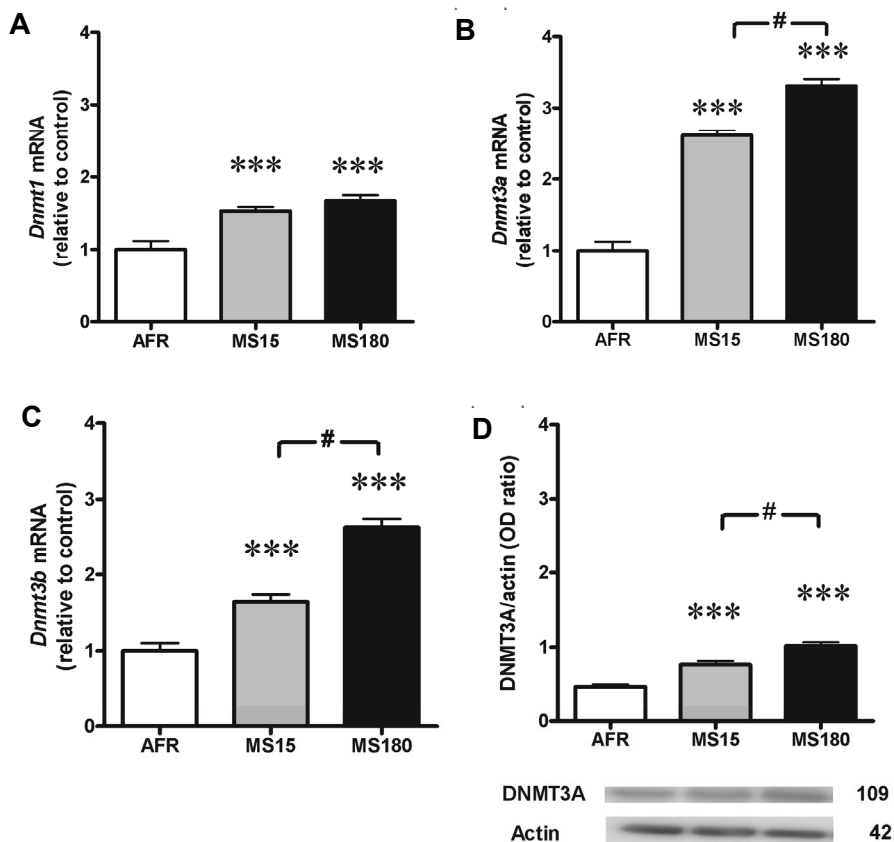 A
Dnmt1 mRNA
(relative to control)
4
3
2
1
0
***
***
AFR
MS15
MS180
B
Dnmt3a mRNA
(relative to control)
4
3
2
1
0
#
***
***
AFR
MS15
MS180
C
Dnmt3b mRNA
(relative to control)
4
3
2
1
0
#
***
***
AFR
MS15
MS180
D
DNMT3A/actin (OD ratio)
4
3
2
1
0
#
***
***
AFR
MS15
MS180
DNMT3A 109
Actin 42